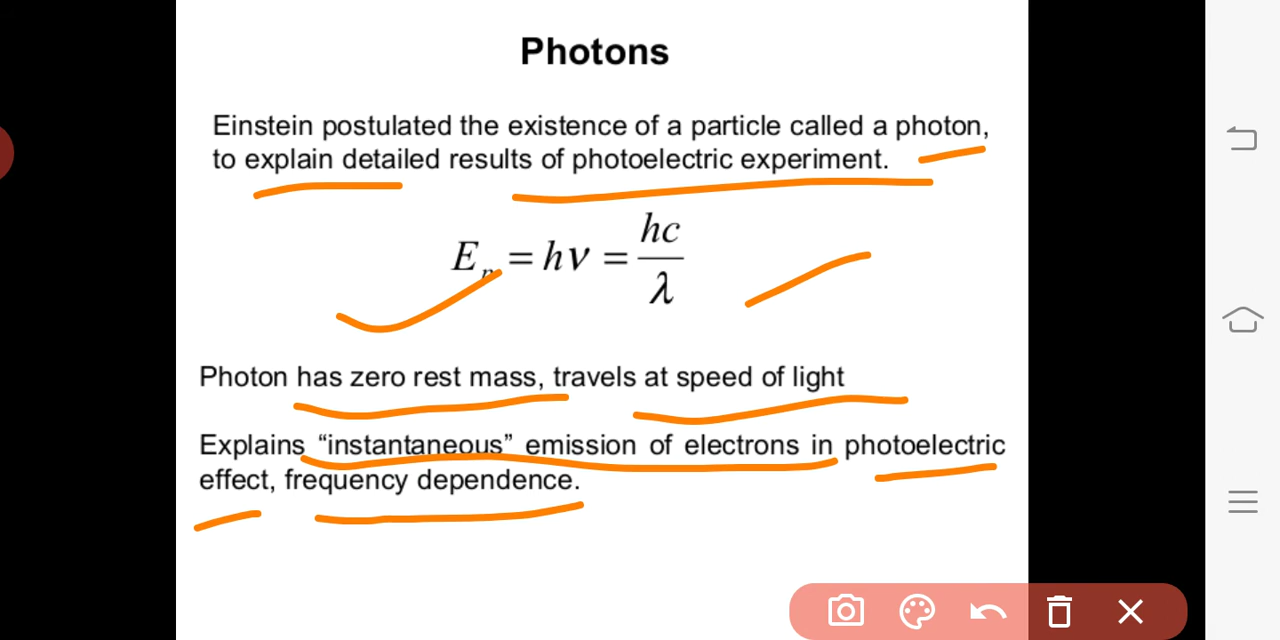 Photons
Einstein postulated the existence of a particle called a photon,
to explain detailed results of photoelectric experiment.
E = hν = hc/λ
Photon has zero rest mass, travels at speed of light
Explains “instantaneous” emission of electrons in photoelectric
effect, frequency dependence.